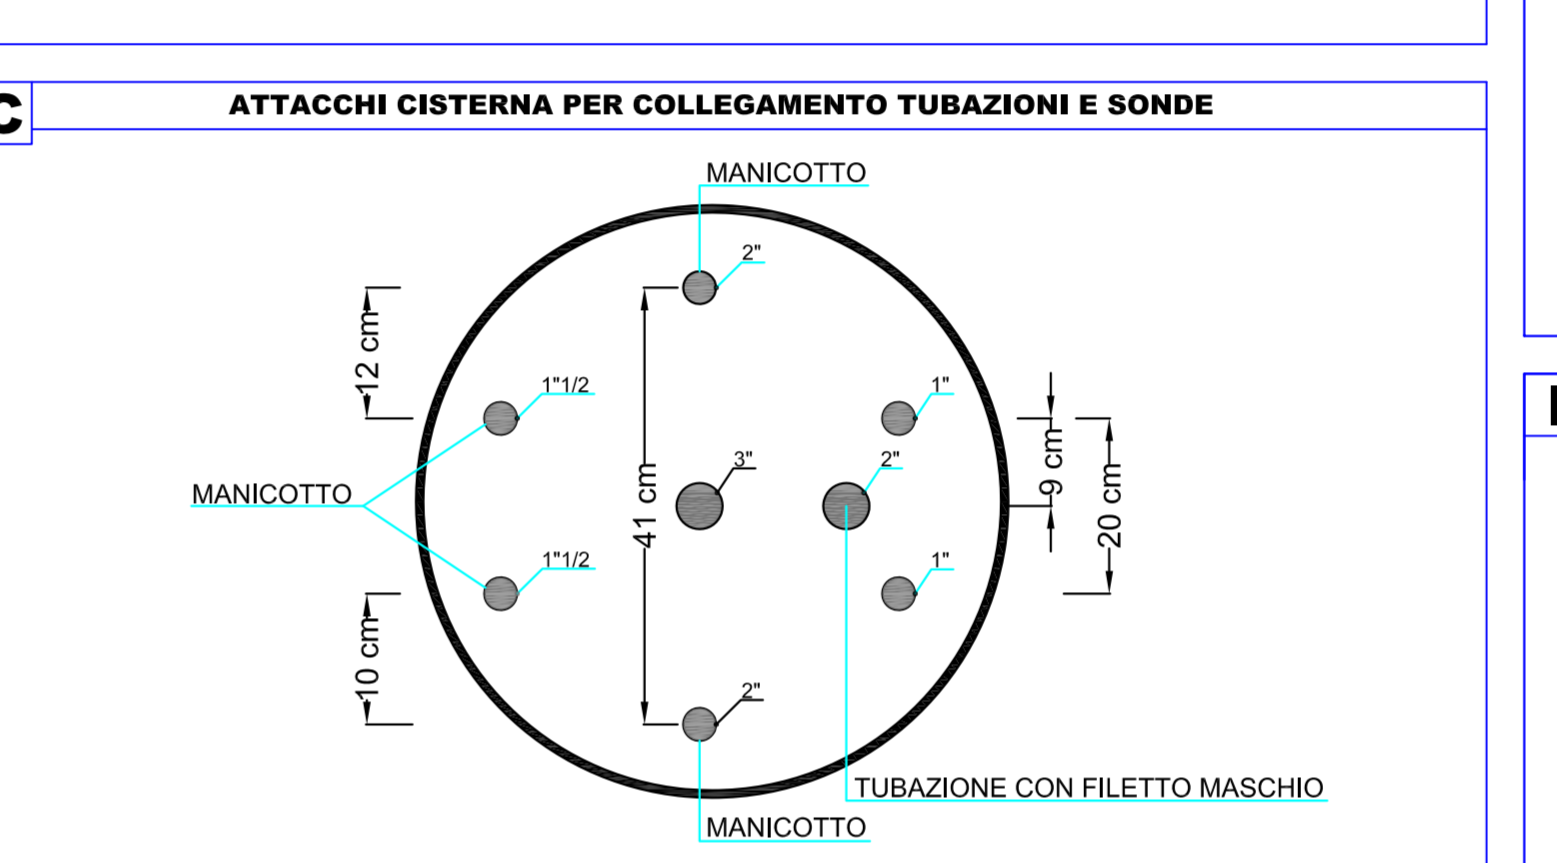 C
ATTACCHI CISTERNA PER COLLEGAMENTO TUBAZIONI E SONDE
MANICOTTO
2"
12 cm
1"1/2
1"
3"
2"
9 cm
MANICOTTO
41 cm
20 cm
1"1/2
1"
10 cm
2"
TUBAZIONE CON FILETTO MASCHIO
MANICOTTO